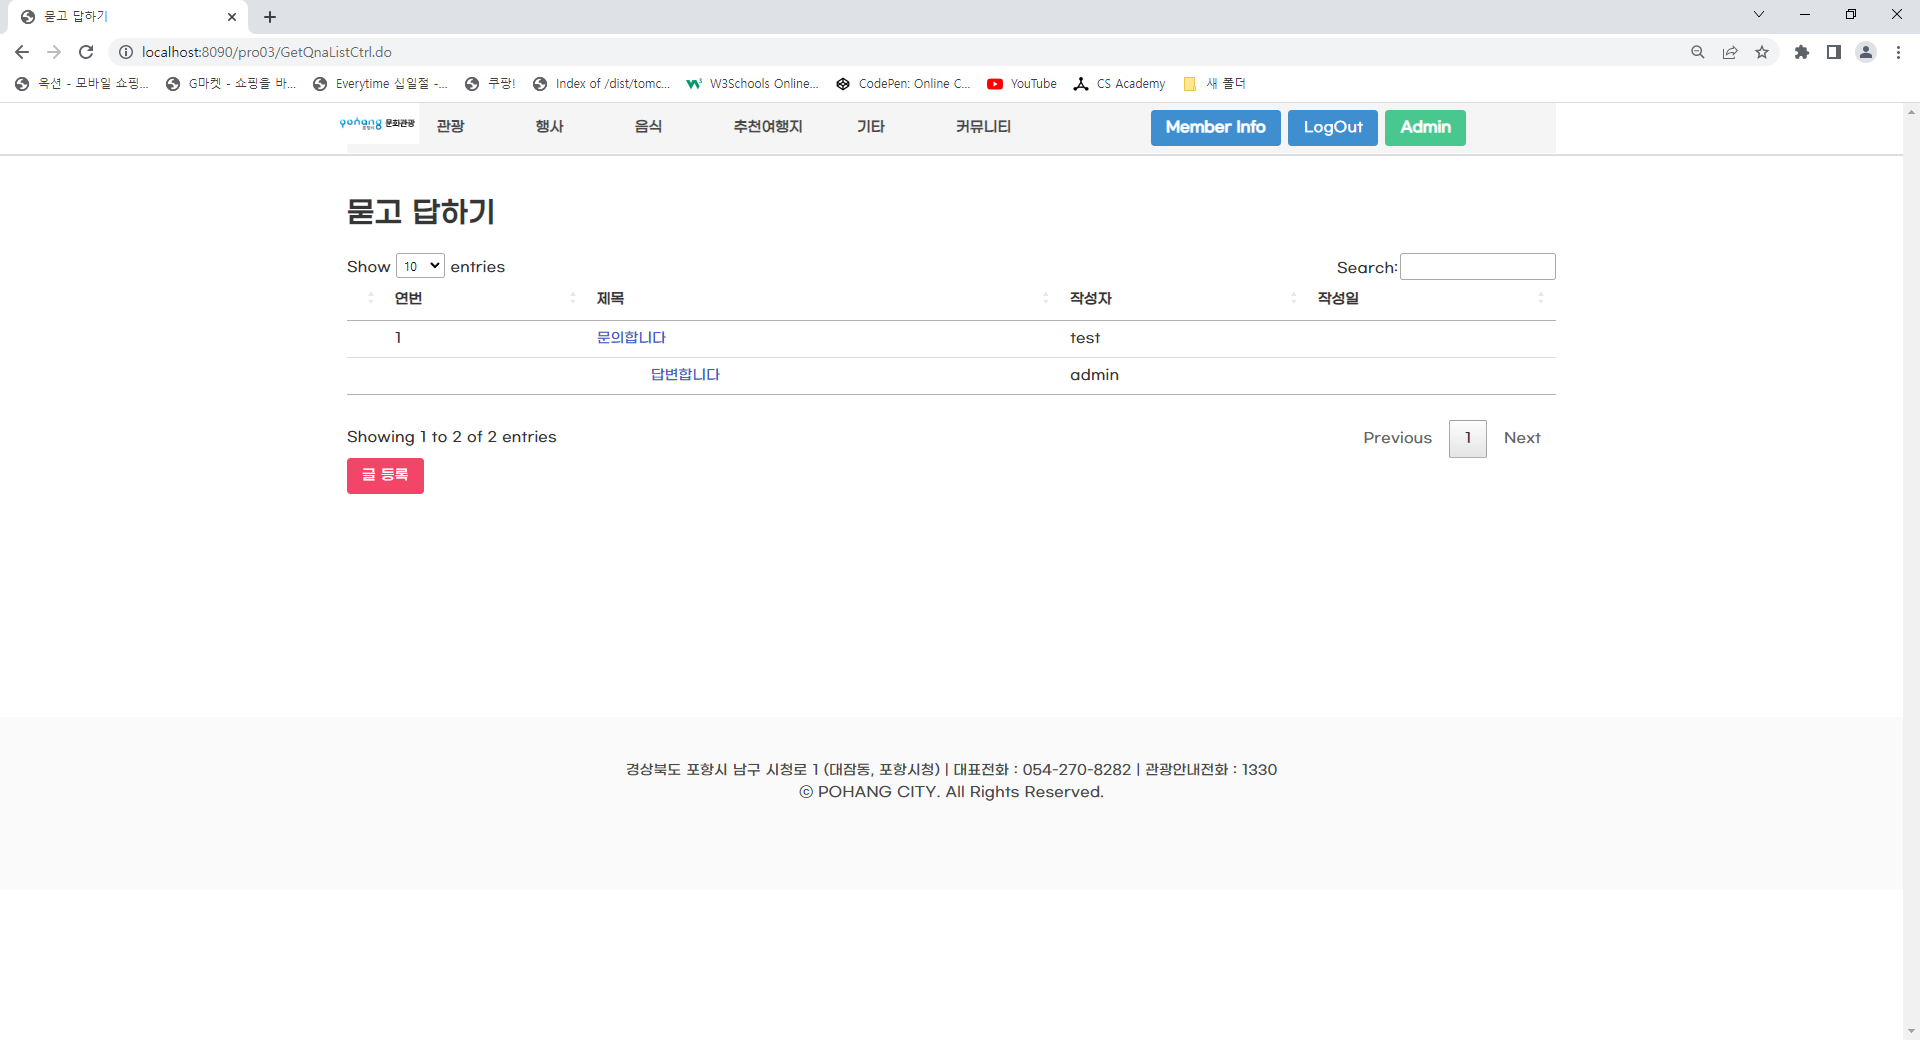 묻고 답하기
localhost:8090/pro03/GetQnaListCtrl.do
옥션 - 모바일 쇼핑... G마켓 - 쇼핑을 바... Everytime 십일절 -... 쿠팡! Index of /dist/tomc... W3Schools Online... CodePen: Online C... YouTube CS Academy 새 폴더
pohang 포항시 문화관광 관광 행사 음식 추천여행지 기타 커뮤니티 Member Info LogOut Admin
묻고 답하기
Show 10 entries Search:
연번 제목 작성자 작성일
1 문의합니다 test
답변합니다 admin
Showing 1 to 2 of 2 entries Previous 1 Next
글 등록
경상북도 포항시 남구 시청로 1 (대잠동, 포항시청) | 대표전화 : 054-270-8282 | 관광안내전화 : 1330
ⓒ POHANG CITY. All Rights Reserved.